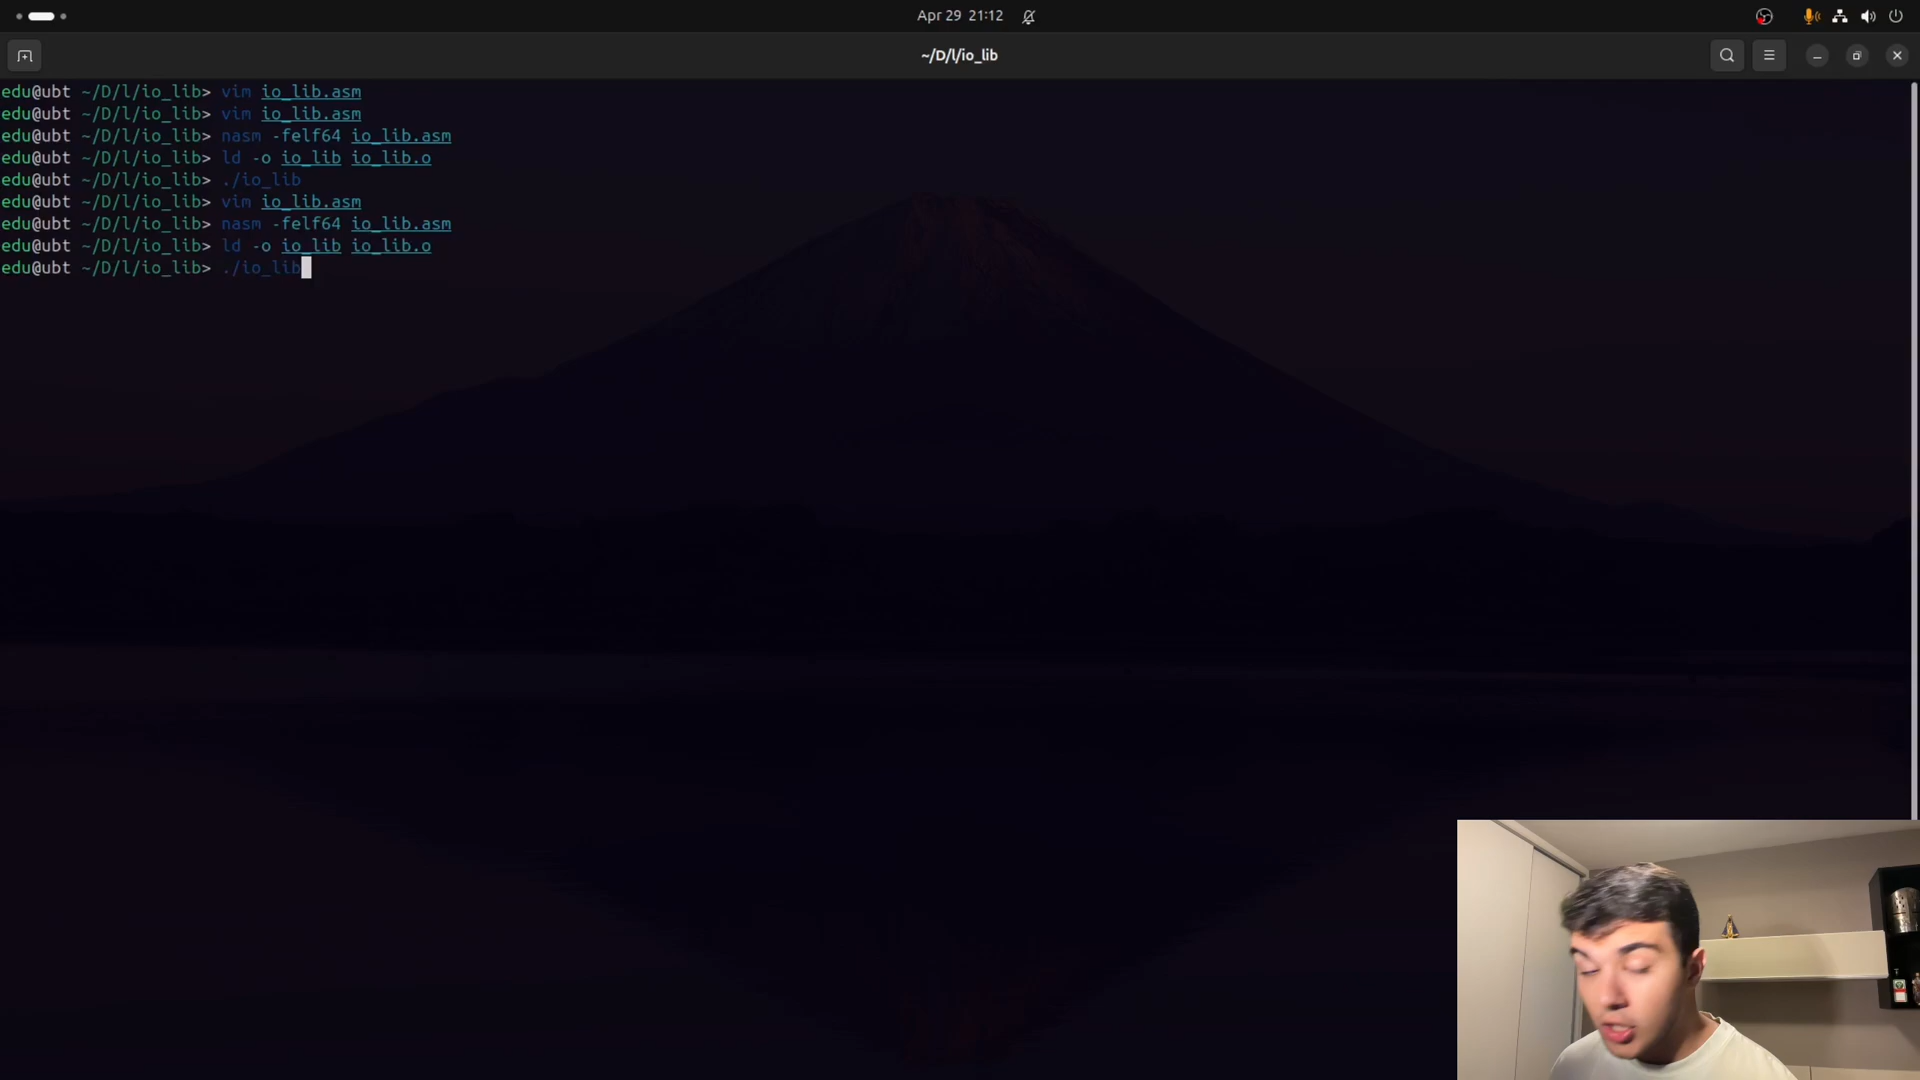 Apr 29 21:12
~/D/l/io_lib
edu@ubt ~/D/l/io_lib> vim io_lib.asm
edu@ubt ~/D/l/io_lib> vim io_lib.asm
edu@ubt ~/D/l/io_lib> nasm -felf64 io_lib.asm
edu@ubt ~/D/l/io_lib> ld -o io_lib io_lib.o
edu@ubt ~/D/l/io_lib> ./io_lib
edu@ubt ~/D/l/io_lib> vim io_lib.asm
edu@ubt ~/D/l/io_lib> nasm -felf64 io_lib.asm
edu@ubt ~/D/l/io_lib> ld -o io_lib io_lib.o
edu@ubt ~/D/l/io_lib> ./io_lib